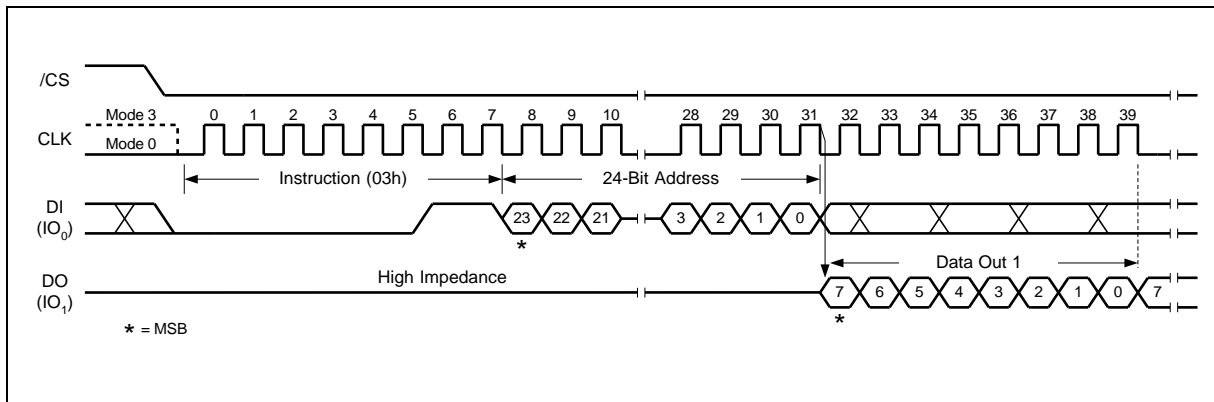 /CS
Mode 3
0 1 2 3 4 5 6 7 8 9 10 28 29 30 31 32 33 34 35 36 37 38 39
CLK
Mode 0
Instruction (03h) 24-Bit Address
DI
(IO0)
23 22 21 3 2 1 0
*
High Impedance
Data Out 1
DO
(IO1)
7 6 5 4 3 2 1 0 7
*
* = MSB